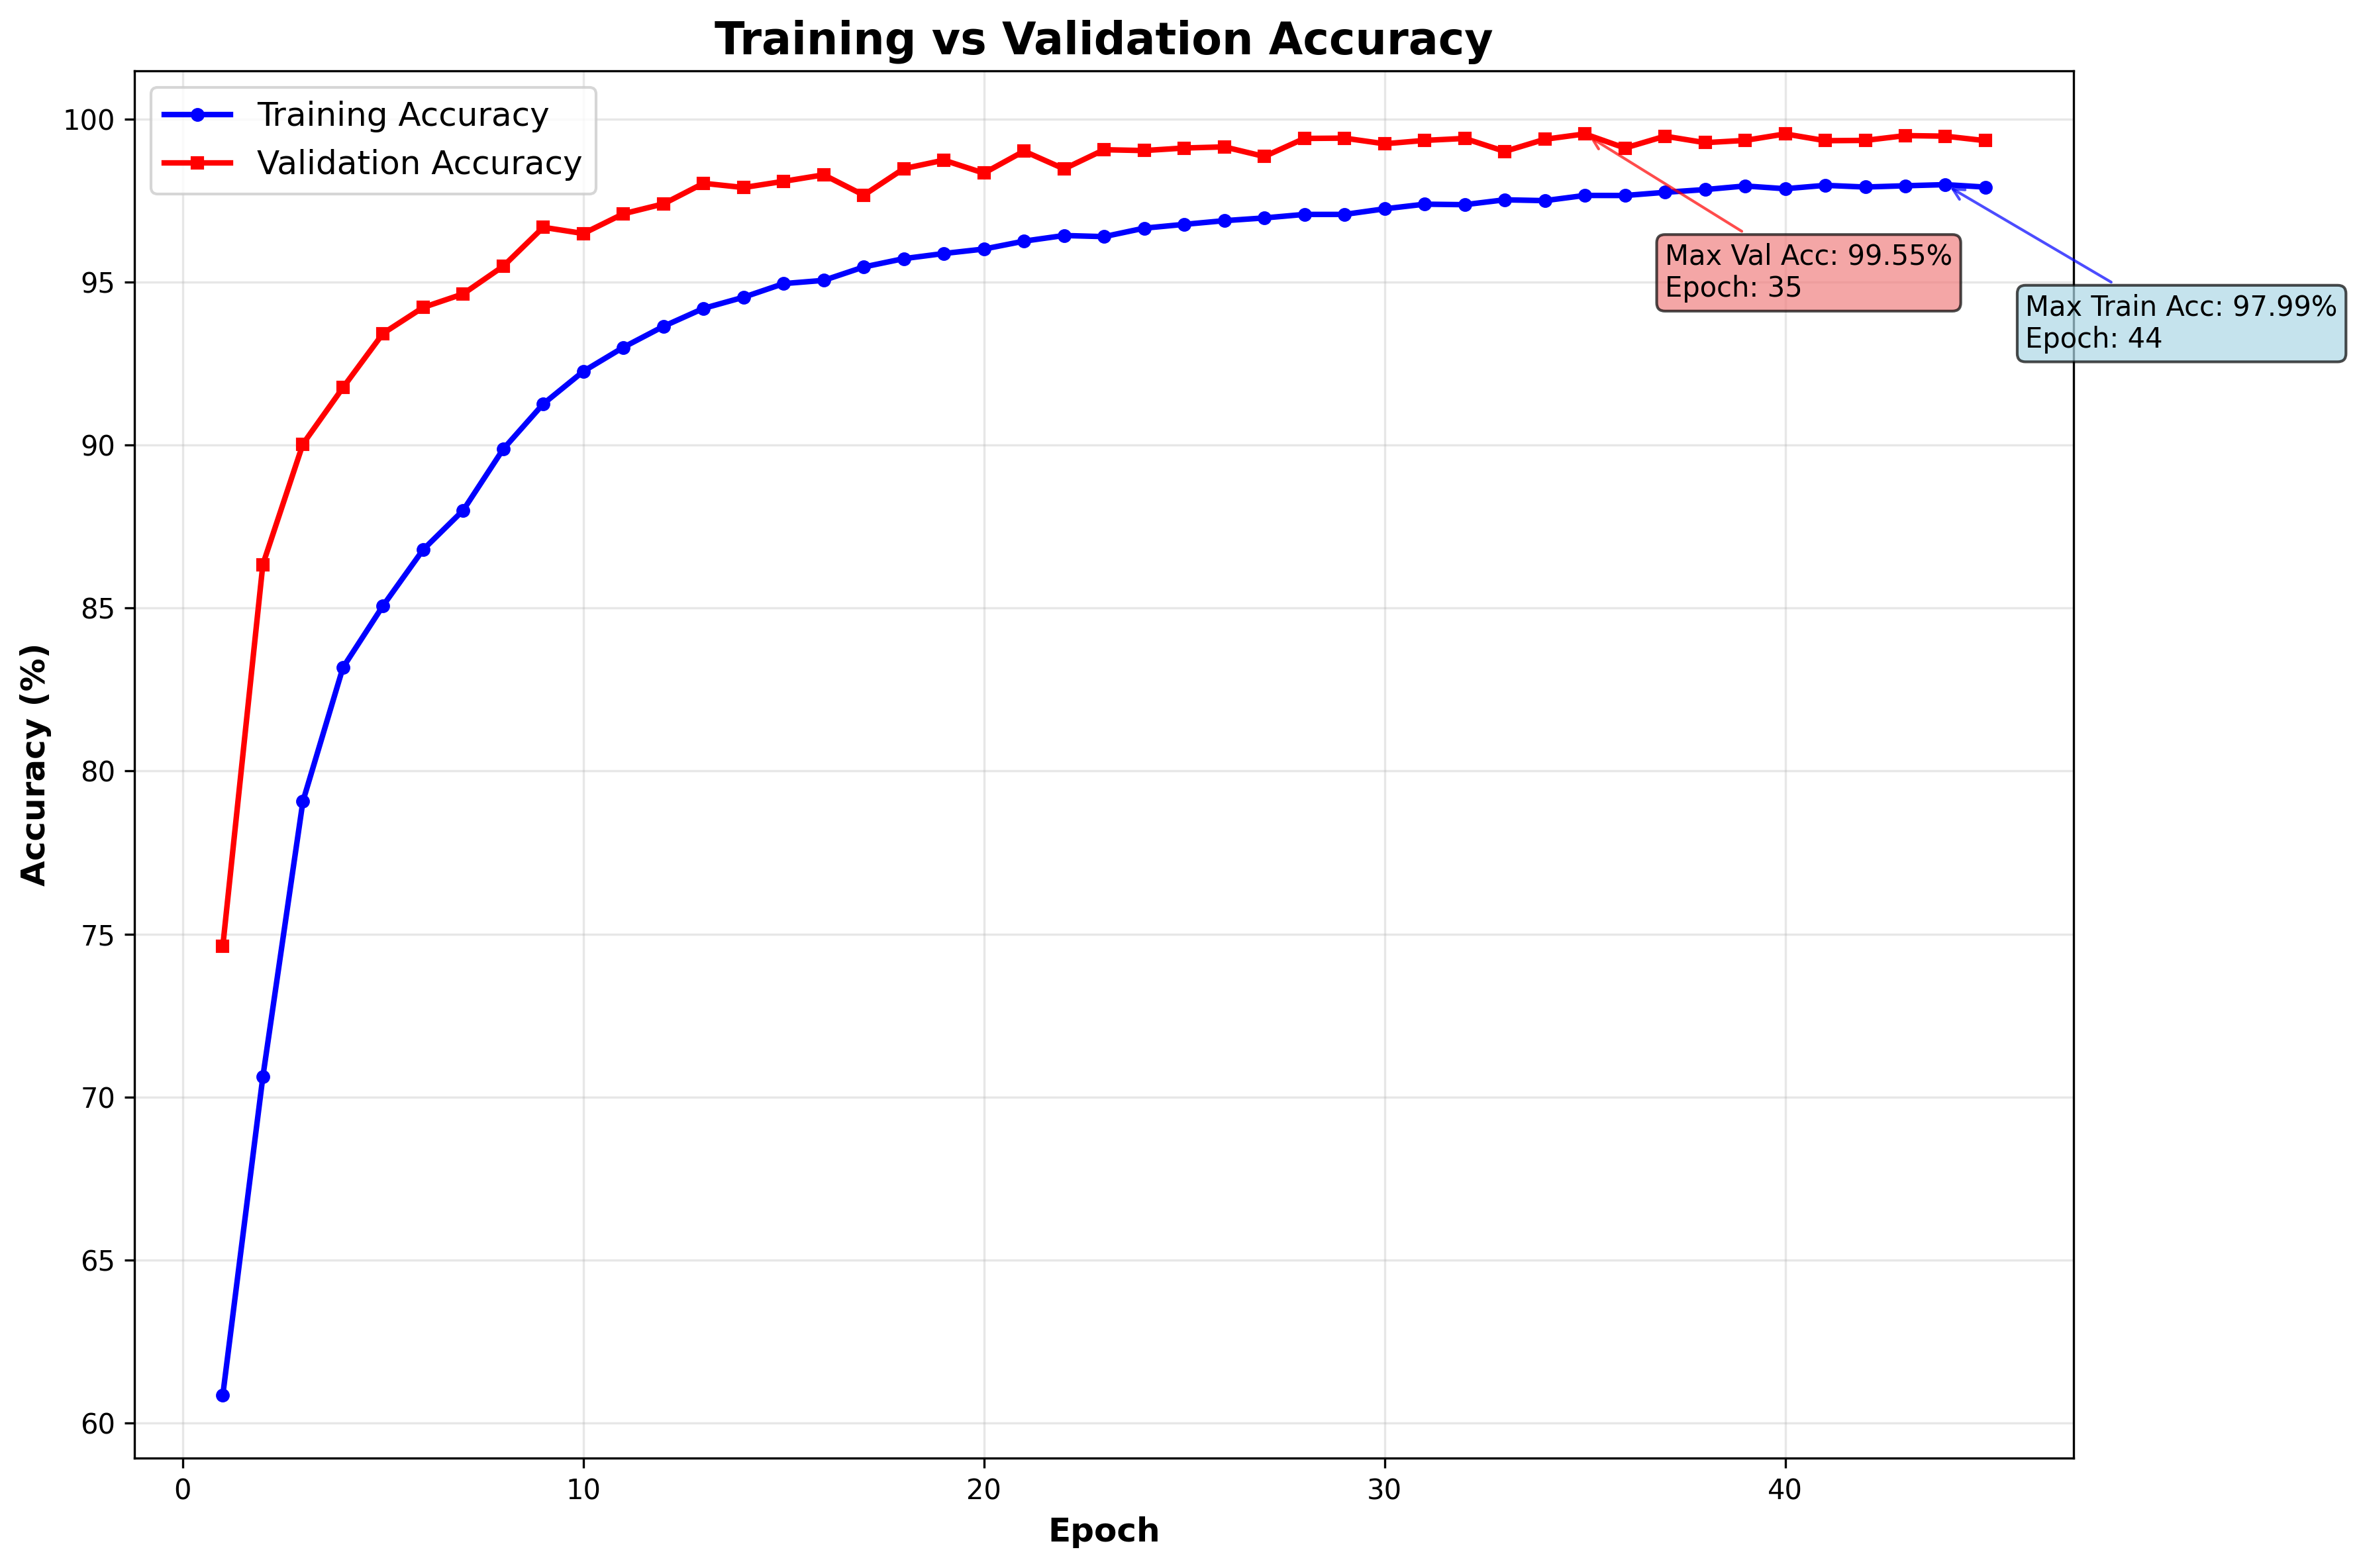 Training vs Validation Accuracy
Training Accuracy
Validation Accuracy
Max Val Acc: 99.55%
Epoch: 35
Max Train Acc: 97.99%
Epoch: 44
Accuracy (%)
100
95
90
85
80
75
70
65
60
0 10 20 30 40
Epoch